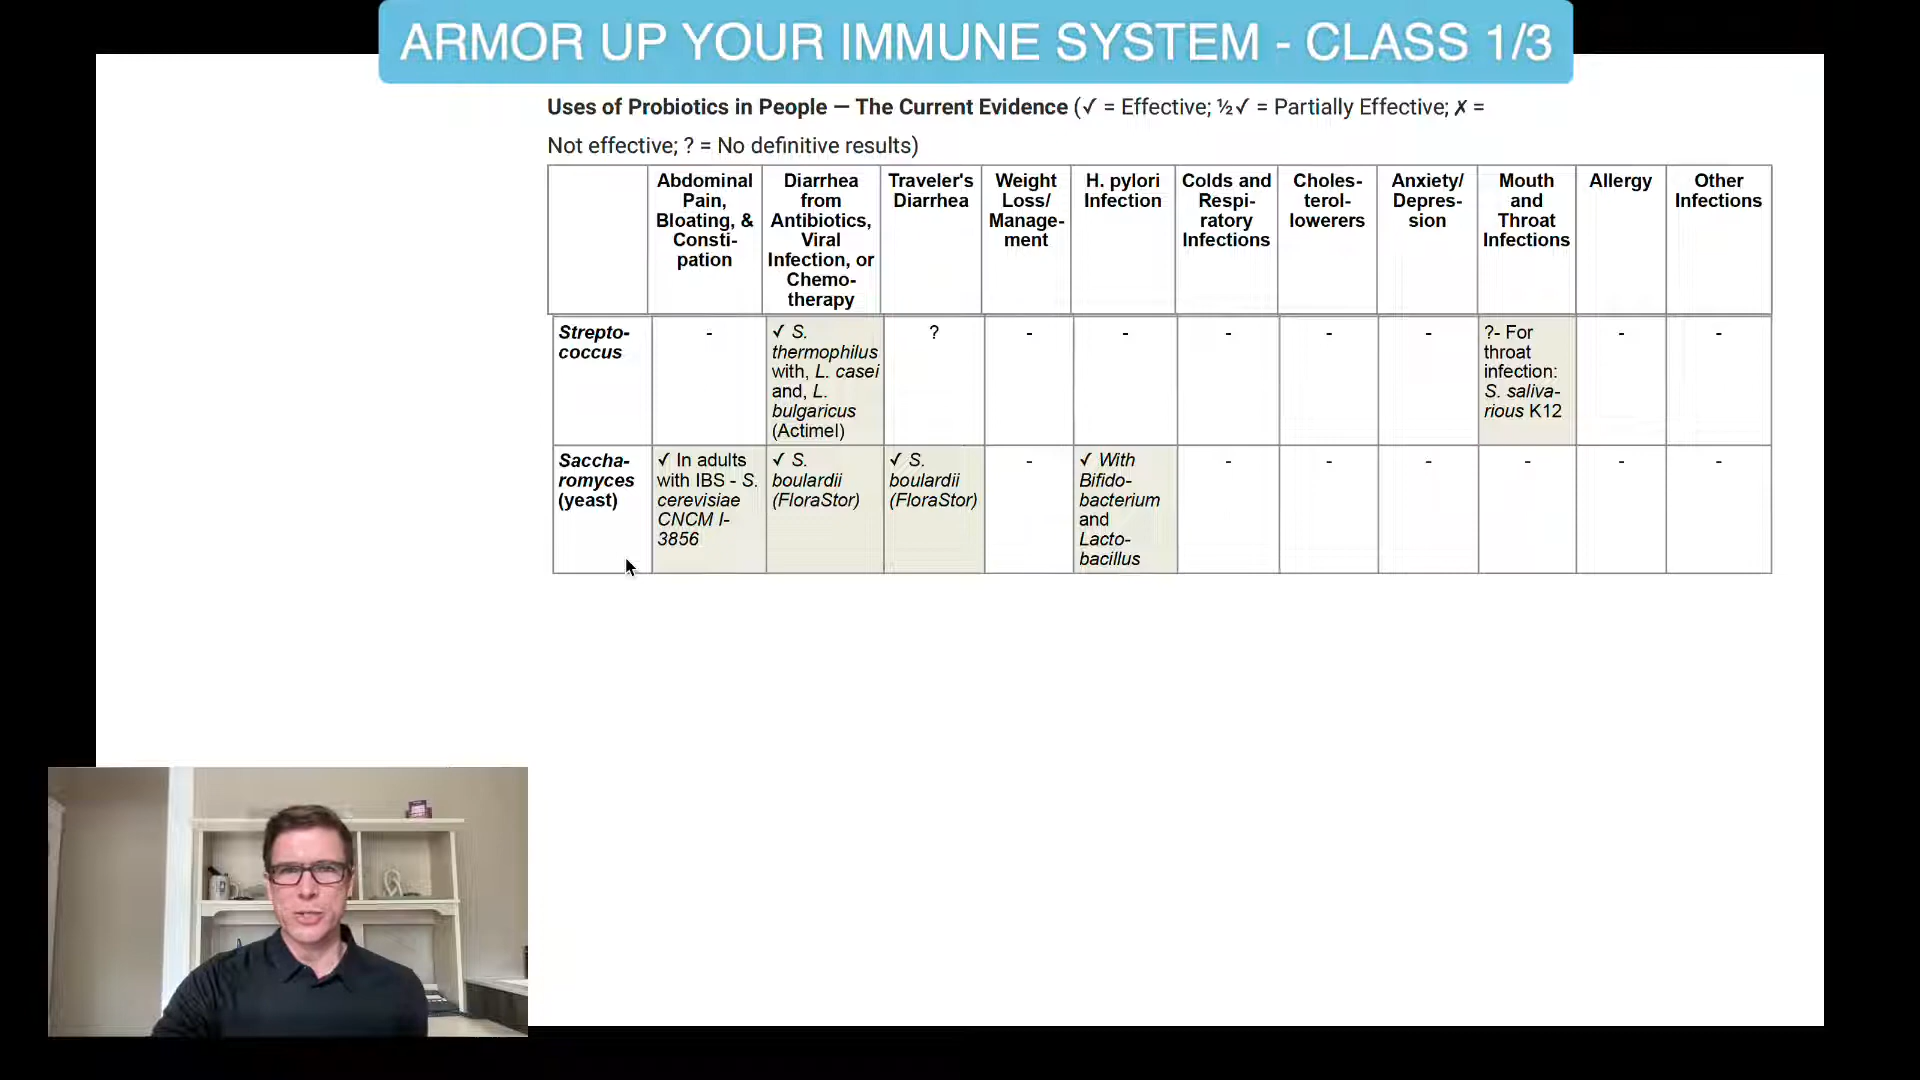 ARMOR UP YOUR IMMUNE SYSTEM - CLASS 1/3
Uses of Probiotics in People — The Current Evidence (✓ = Effective; ½✓ = Partially Effective; ✗ =
Not effective; ? = No definitive results)
Abdominal
Pain,
Bloating, &
Consti-
pation
Diarrhea
from
Antibiotics,
Viral
Infection, or
Chemo-
therapy
Traveler's
Diarrhea
Weight
Loss/
Manage-
ment
H. pylori
Infection
Colds and
Respi-
ratory
Infections
Choles-
terol-
lowerers
Anxiety/
Depres-
sion
Mouth
and
Throat
Infections
Allergy
Other
Infections
Strepto-
coccus
-
✓ S.
thermophilus
with, L. casei
and, L.
bulgaricus
(Actimel)
?
-
-
-
-
-
?- For
throat
infection:
S. saliva-
rious K12
-
-
Saccha-
romyces
(yeast)
✓ In adults
with IBS - S.
cerevisiae
CNCM I-
3856
✓ S.
boulardii
(FloraStor)
✓ S.
boulardii
(FloraStor)
-
✓ With
Bifido-
bacterium
and
Lacto-
bacillus
-
-
-
-
-
-